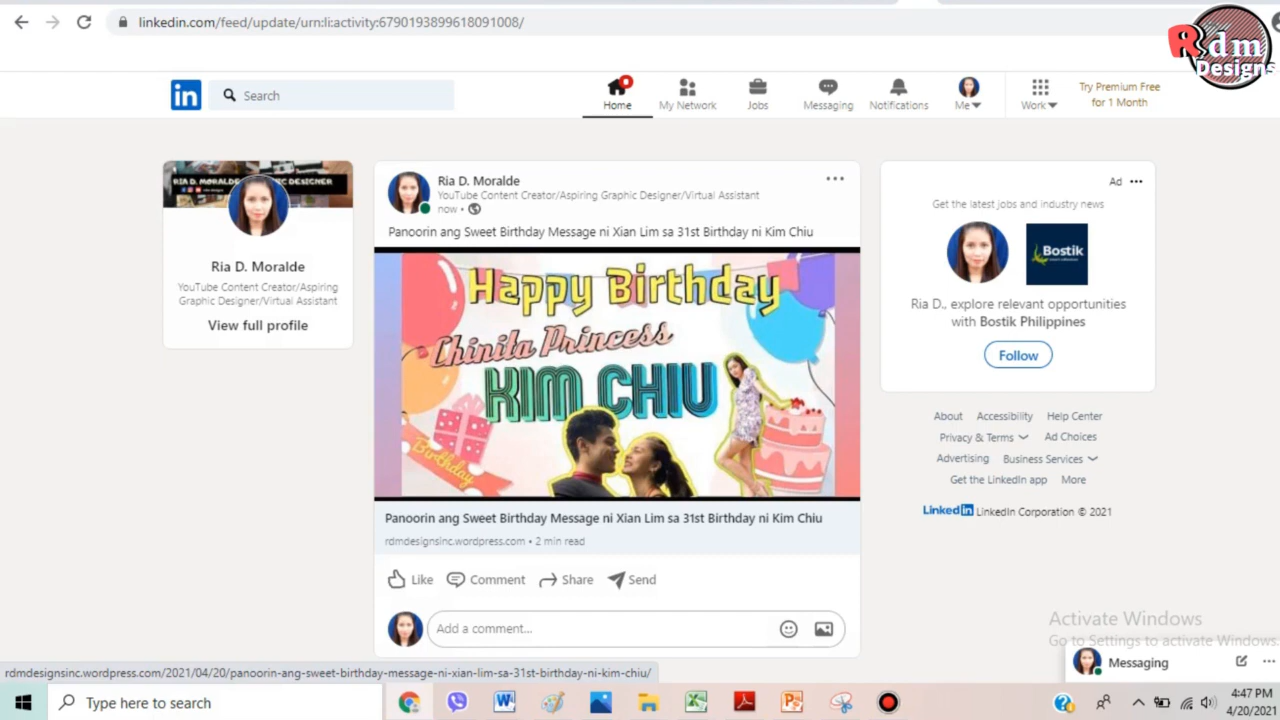 linkedin.com/feed/update/urn:li:activity:6790193899618091008/
Rdm
Designs
in
Search
Home
My Network
Jobs
Messaging
Notifications
Me
Work
Try Premium Free
for 1 Month
Ria D. Moralde
YouTube Content Creator/Aspiring
Graphic Designer/Virtual Assistant
View full profile
Ria D. Moralde
YouTube Content Creator/Aspiring Graphic Designer/Virtual Assistant
now •
Panoorin ang Sweet Birthday Message ni Xian Lim sa 31st Birthday ni Kim Chiu
Happy Birthday
Chinita Princess
KIM CHIU
Birthday
Panoorin ang Sweet Birthday Message ni Xian Lim sa 31st Birthday ni Kim Chiu
rdmdesignsinc.wordpress.com • 2 min read
Like
Comment
Share
Send
Add a comment...
Ad
Get the latest jobs and industry news
Bostik
Ria D., explore relevant opportunities
with Bostik Philippines
Follow
About Accessibility Help Center
Privacy & Terms Ad Choices
Advertising Business Services
Get the LinkedIn app More
LinkedIn LinkedIn Corporation © 2021
Activate Windows
Go to Settings to activate Windows.
Messaging
rdmdesignsinc.wordpress.com/2021/04/20/panoorin-ang-sweet-birthday-message-ni-xian-lim-sa-31st-birthday-ni-kim-chiu/
Type here to search
4:47 PM
4/20/2021